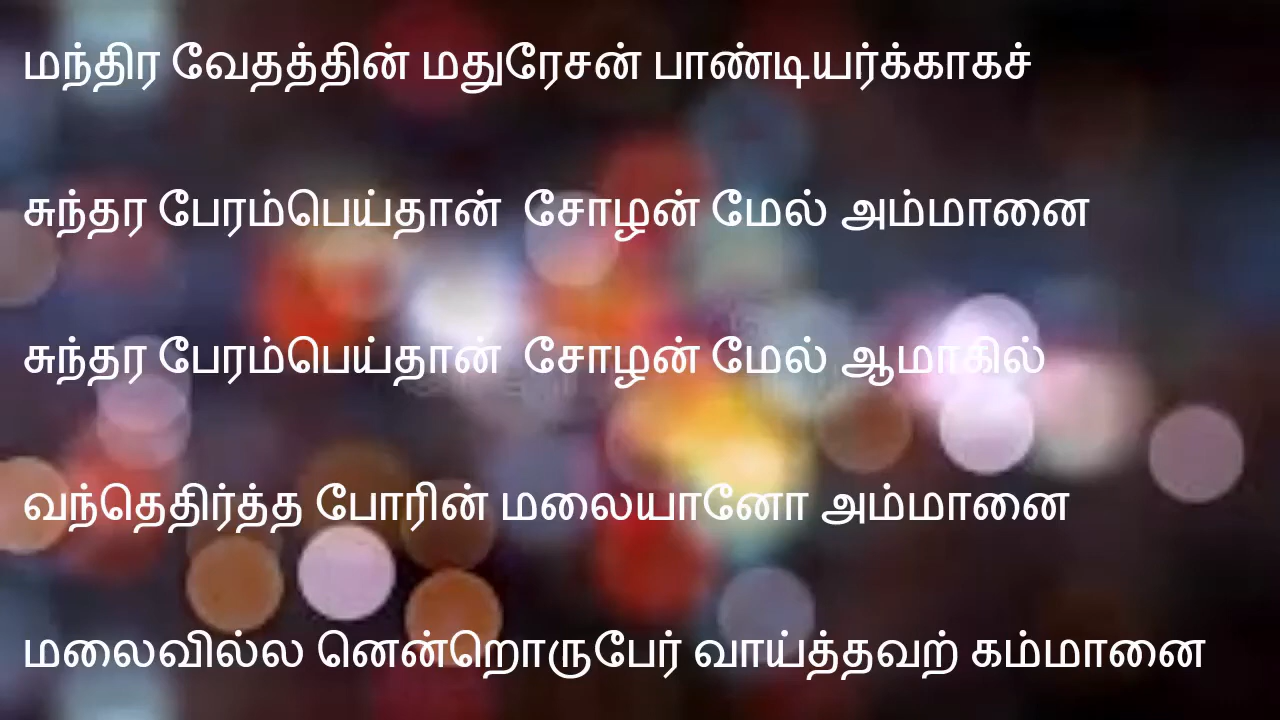 மந்திர வேதத்தின் மதுரேசன் பாண்டியர்க்காகச்
சுந்தர பேரம்பெய்தான் சோழன் மேல் அம்மானை
சுந்தர பேரம்பெய்தான் சோழன் மேல் ஆமாகில்
வந்தெதிர்த்த போரின் மலையானோ அம்மானை
மலைவில்ல னென்றொருபேர் வாய்த்தவற் கம்மானை